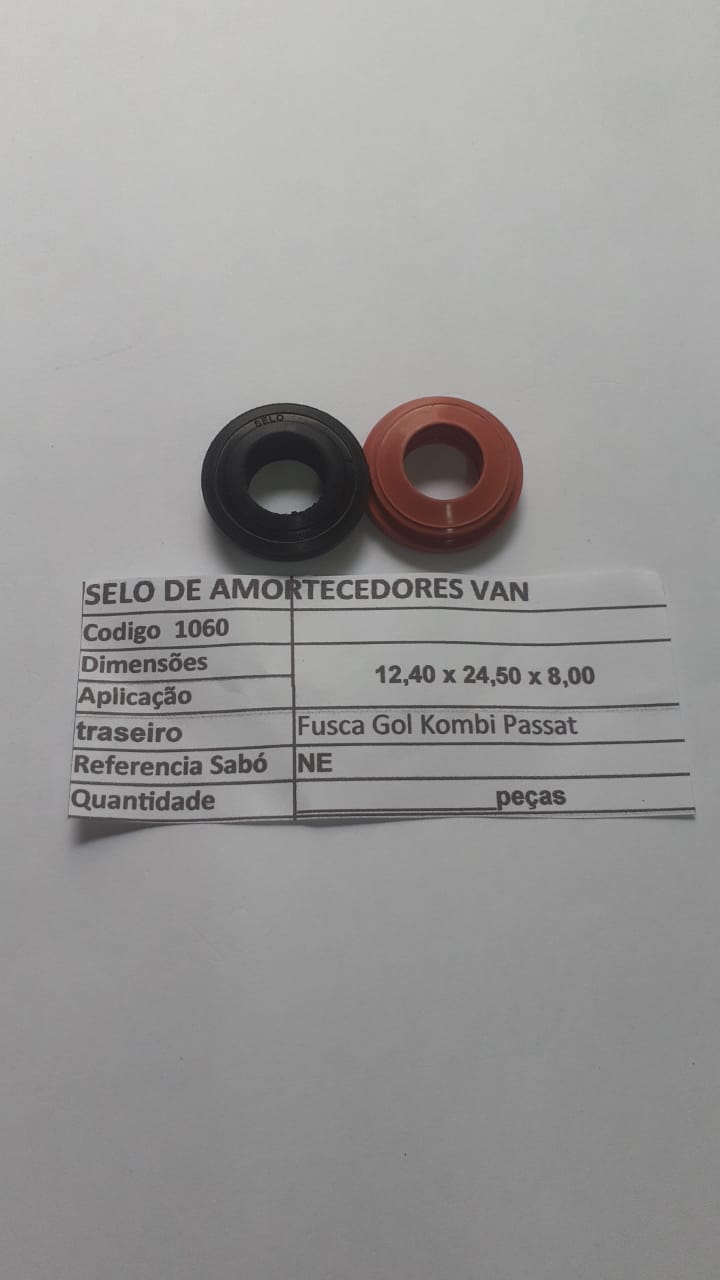 SELO
SELO DE AMORTECEDORES VAN
Codigo 1060
Dimensões
12,40 x 24,50 x 8,00
Aplicação
traseiro Fusca Gol Kombi Passat
Referencia Sabó NE
Quantidade ____________peças